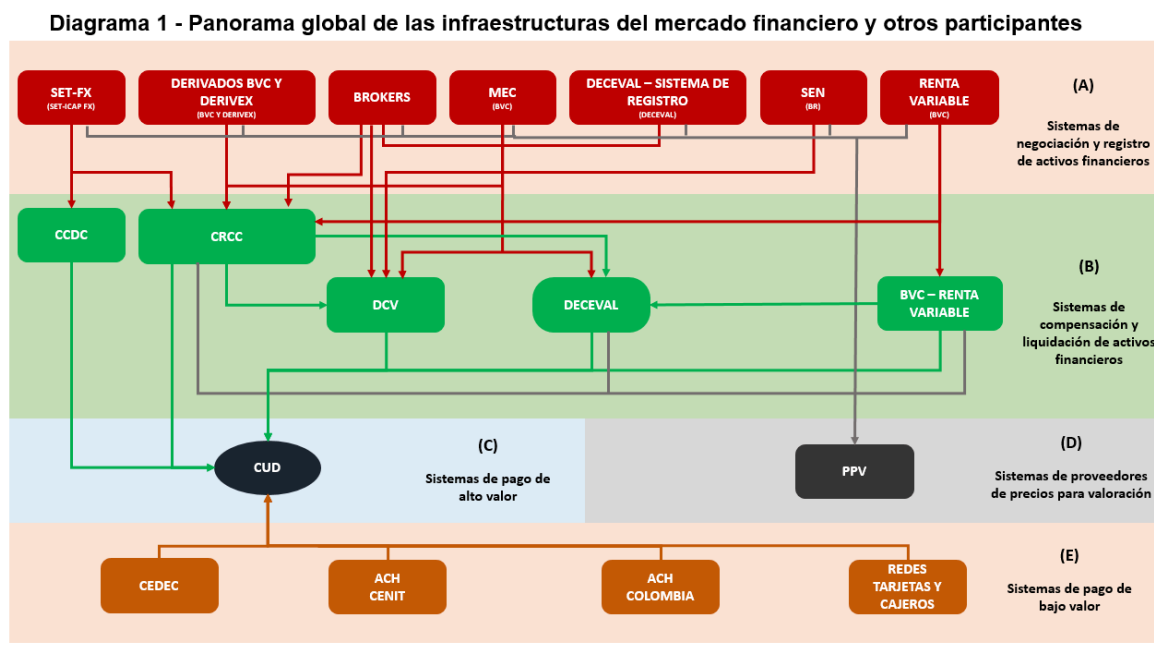 Diagrama 1 - Panorama global de las infraestructuras del mercado financiero y otros participantes
SET-FX
(SET-ICAP FX)
DERIVADOS BVC Y
DERIVEX
(BVC Y DERIVEX)
BROKERS
MEC
(BVC)
DECEVAL – SISTEMA DE
REGISTRO
(DECEVAL)
SEN
(BR)
RENTA
VARIABLE
(BVC)
(A)
Sistemas de
negociación y registro
de activos financieros
CCDC
CRCC
DCV
DECEVAL
BVC – RENTA
VARIABLE
(B)
Sistemas de
compensación y
liquidación de activos
financieros
CUD
(C)
Sistemas de pago de
alto valor
PPV
(D)
Sistemas de proveedores
de precios para valoración
CEDEC
ACH
CENIT
ACH
COLOMBIA
REDES
TARJETAS Y
CAJEROS
(E)
Sistemas de pago de
bajo valor